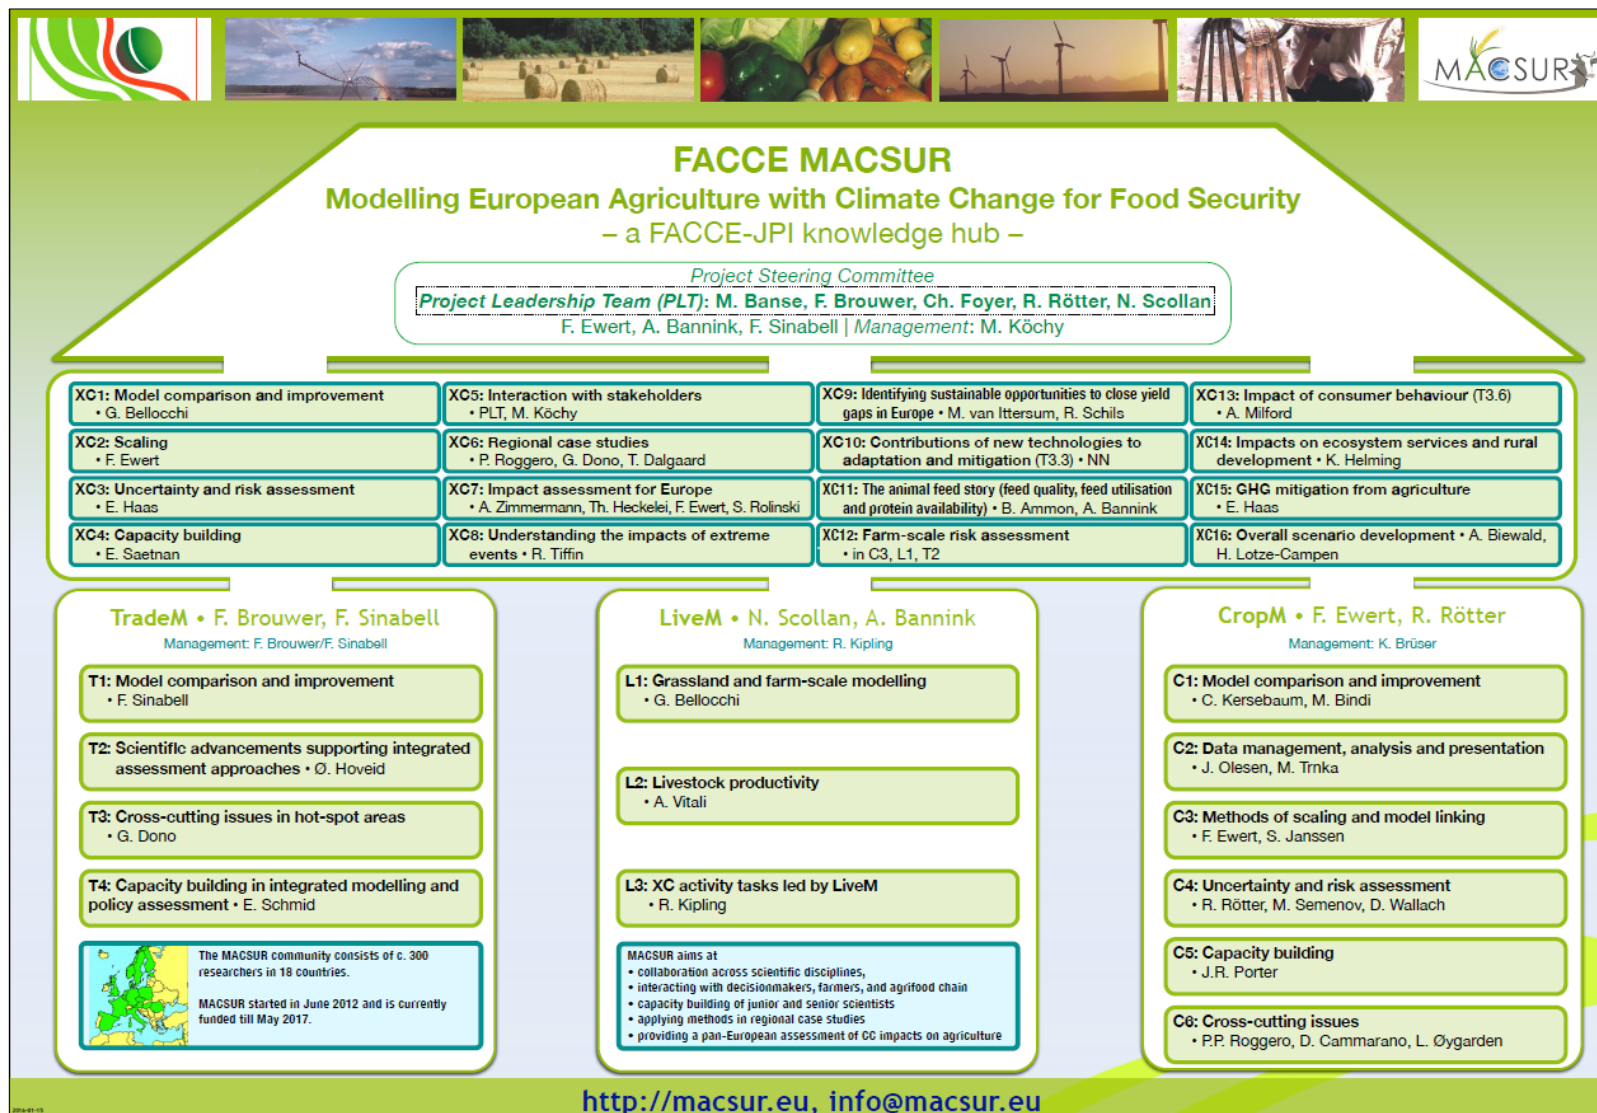 MACSUR
FACCE MACSUR
Modelling European Agriculture with Climate Change for Food Security
– a FACCE-JPI knowledge hub –
Project Steering Committee
Project Leadership Team (PLT): M. Banse, F. Brouwer, Ch. Foyer, R. Rötter, N. Scollan
F. Ewert, A. Bannink, F. Sinabell | Management: M. Köchy
XC1: Model comparison and improvement
• G. Bellocchi
XC2: Scaling
• F. Ewert
XC3: Uncertainty and risk assessment
• E. Haas
XC4: Capacity building
• E. Saetnan
XC5: Interaction with stakeholders
• PLT, M. Köchy
XC6: Regional case studies
• P. Roggero, G. Dono, T. Dalgaard
XC7: Impact assessment for Europe
• A. Zimmermann, Th. Heckelei, F. Ewert, S. Rolinski
XC8: Understanding the impacts of extreme
events • R. Tiffin
XC9: Identifying sustainable opportunities to close yield
gaps in Europe • M. van Ittersum, R. Schils
XC10: Contributions of new technologies to
adaptation and mitigation (T3.3) • NN
XC11: The animal feed story (feed quality, feed utilisation
and protein availability) • B. Ammon, A. Bannink
XC12: Farm-scale risk assessment
• in C3, L1, T2
XC13: Impact of consumer behaviour (T3.6)
• A. Milford
XC14: Impacts on ecosystem services and rural
development • K. Helming
XC15: GHG mitigation from agriculture
• E. Haas
XC16: Overall scenario development • A. Biewald,
H. Lotze-Campen
TradeM • F. Brouwer, F. Sinabell
Management: F. Brouwer/F. Sinabell
T1: Model comparison and improvement
• F. Sinabell
T2: Scientific advancements supporting integrated
assessment approaches • Ø. Hoveid
T3: Cross-cutting issues in hot-spot areas
• G. Dono
T4: Capacity building in integrated modelling and
policy assessment • E. Schmid
The MACSUR community consists of c. 300
researchers in 18 countries.
MACSUR started in June 2012 and is currently
funded till May 2017.
LiveM • N. Scollan, A. Bannink
Management: R. Kipling
L1: Grassland and farm-scale modelling
• G. Bellocchi
L2: Livestock productivity
• A. Vitali
L3: XC activity tasks led by LiveM
• R. Kipling
MACSUR aims at
• collaboration across scientific disciplines,
• interacting with decisionmakers, farmers, and agrifood chain
• capacity building of junior and senior scientists
• applying methods in regional case studies
• providing a pan-European assessment of CC impacts on agriculture
CropM • F. Ewert, R. Rötter
Management: K. Brüser
C1: Model comparison and improvement
• C. Kersebaum, M. Bindi
C2: Data management, analysis and presentation
• J. Olesen, M. Trnka
C3: Methods of scaling and model linking
• F. Ewert, S. Janssen
C4: Uncertainty and risk assessment
• R. Rötter, M. Semenov, D. Wallach
C5: Capacity building
• J.R. Porter
C6: Cross-cutting issues
• P.P. Roggero, D. Cammarano, L. Øygarden
http://macsur.eu, info@macsur.eu
2016-01-15